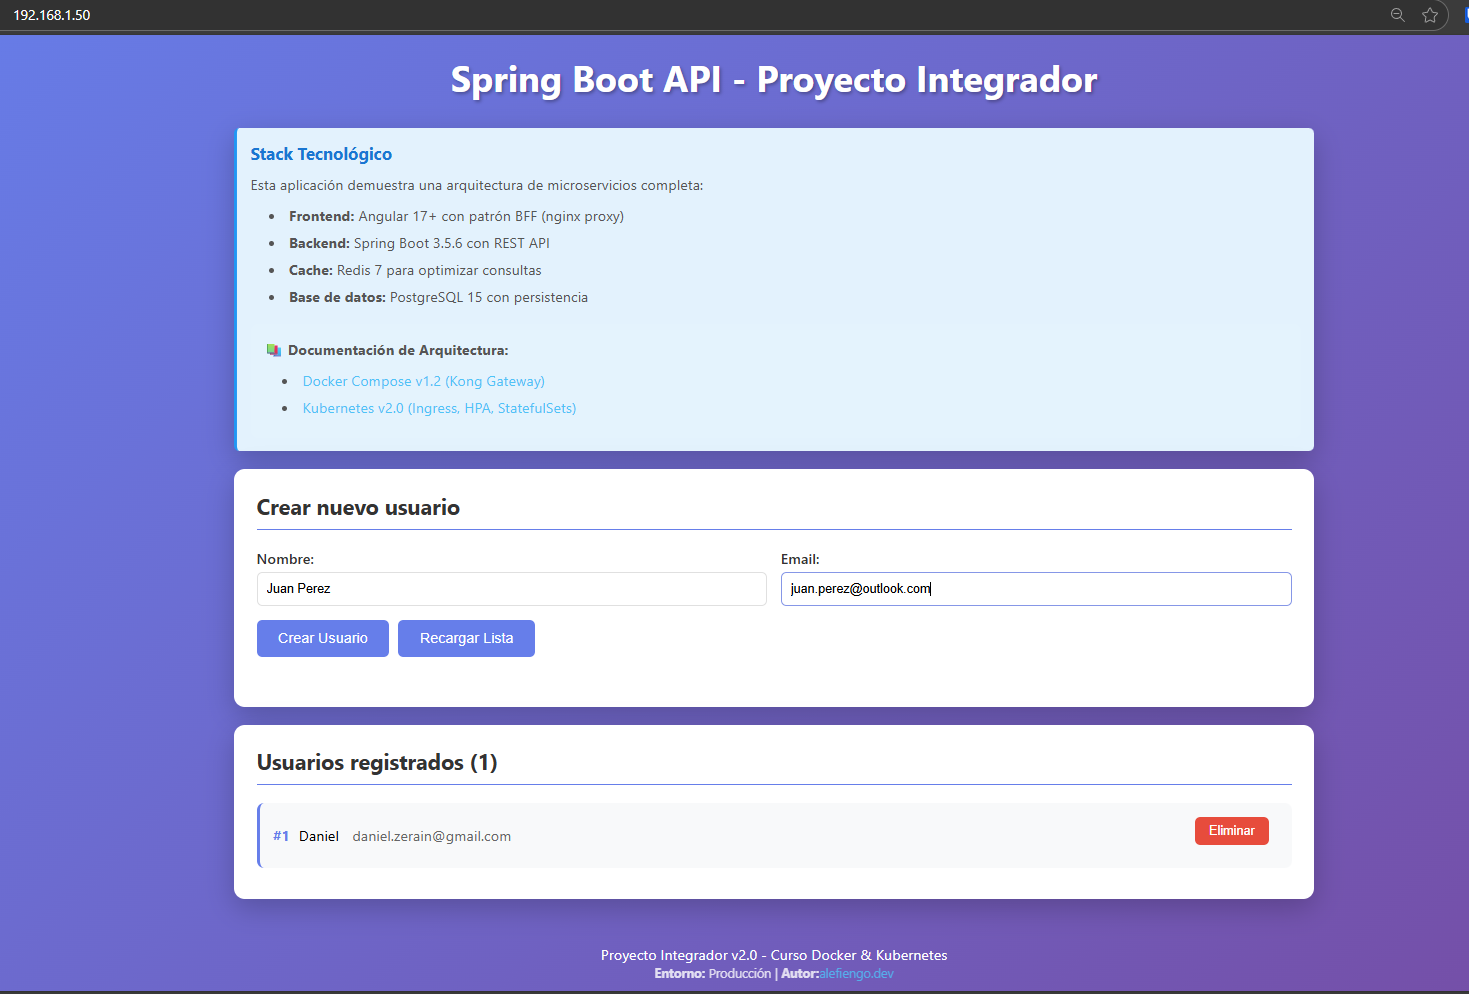 192.168.1.50
Spring Boot API - Proyecto Integrador
Stack Tecnológico
Esta aplicación demuestra una arquitectura de microservicios completa:
Frontend: Angular 17+ con patrón BFF (nginx proxy)
Backend: Spring Boot 3.5.6 con REST API
Cache: Redis 7 para optimizar consultas
Base de datos: PostgreSQL 15 con persistencia
Documentación de Arquitectura:
Docker Compose v1.2 (Kong Gateway)
Kubernetes v2.0 (Ingress, HPA, StatefulSets)
Crear nuevo usuario
Nombre: Email:
Juan Perez juan.perez@outlook.com
Crear Usuario Recargar Lista
Usuarios registrados (1)
#1 Daniel daniel.zerain@gmail.com Eliminar
Proyecto Integrador v2.0 - Curso Docker & Kubernetes
Entorno: Producción | Autor:alefiengo.dev